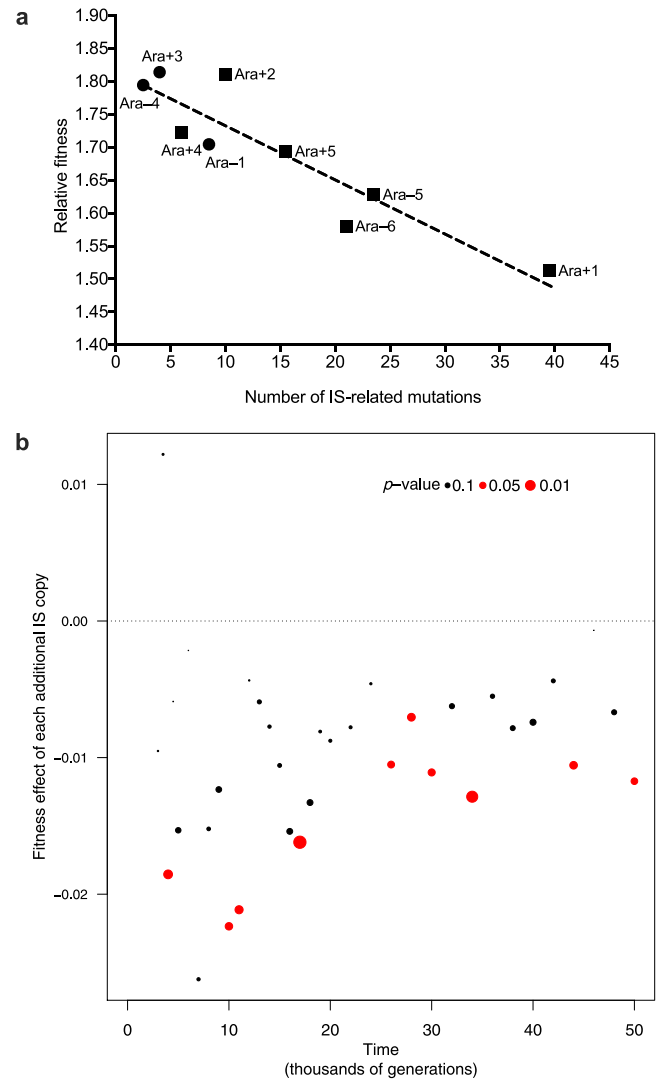 a
1.90
1.85
1.80
1.75
1.70
1.65
1.60
1.55
1.50
1.45
1.40
Relative fitness
Ara+3
Ara–4
Ara+2
Ara+4
Ara–1
Ara+5
Ara–5
Ara–6
Ara+1
0 5 10 15 20 25 30 35 40 45
Number of IS-related mutations
b
p–value 0.1 0.05 0.01
0.01
0.00
−0.01
−0.02
Fitness effect of each additional IS copy
0 10 20 30 40 50
Time
(thousands of generations)